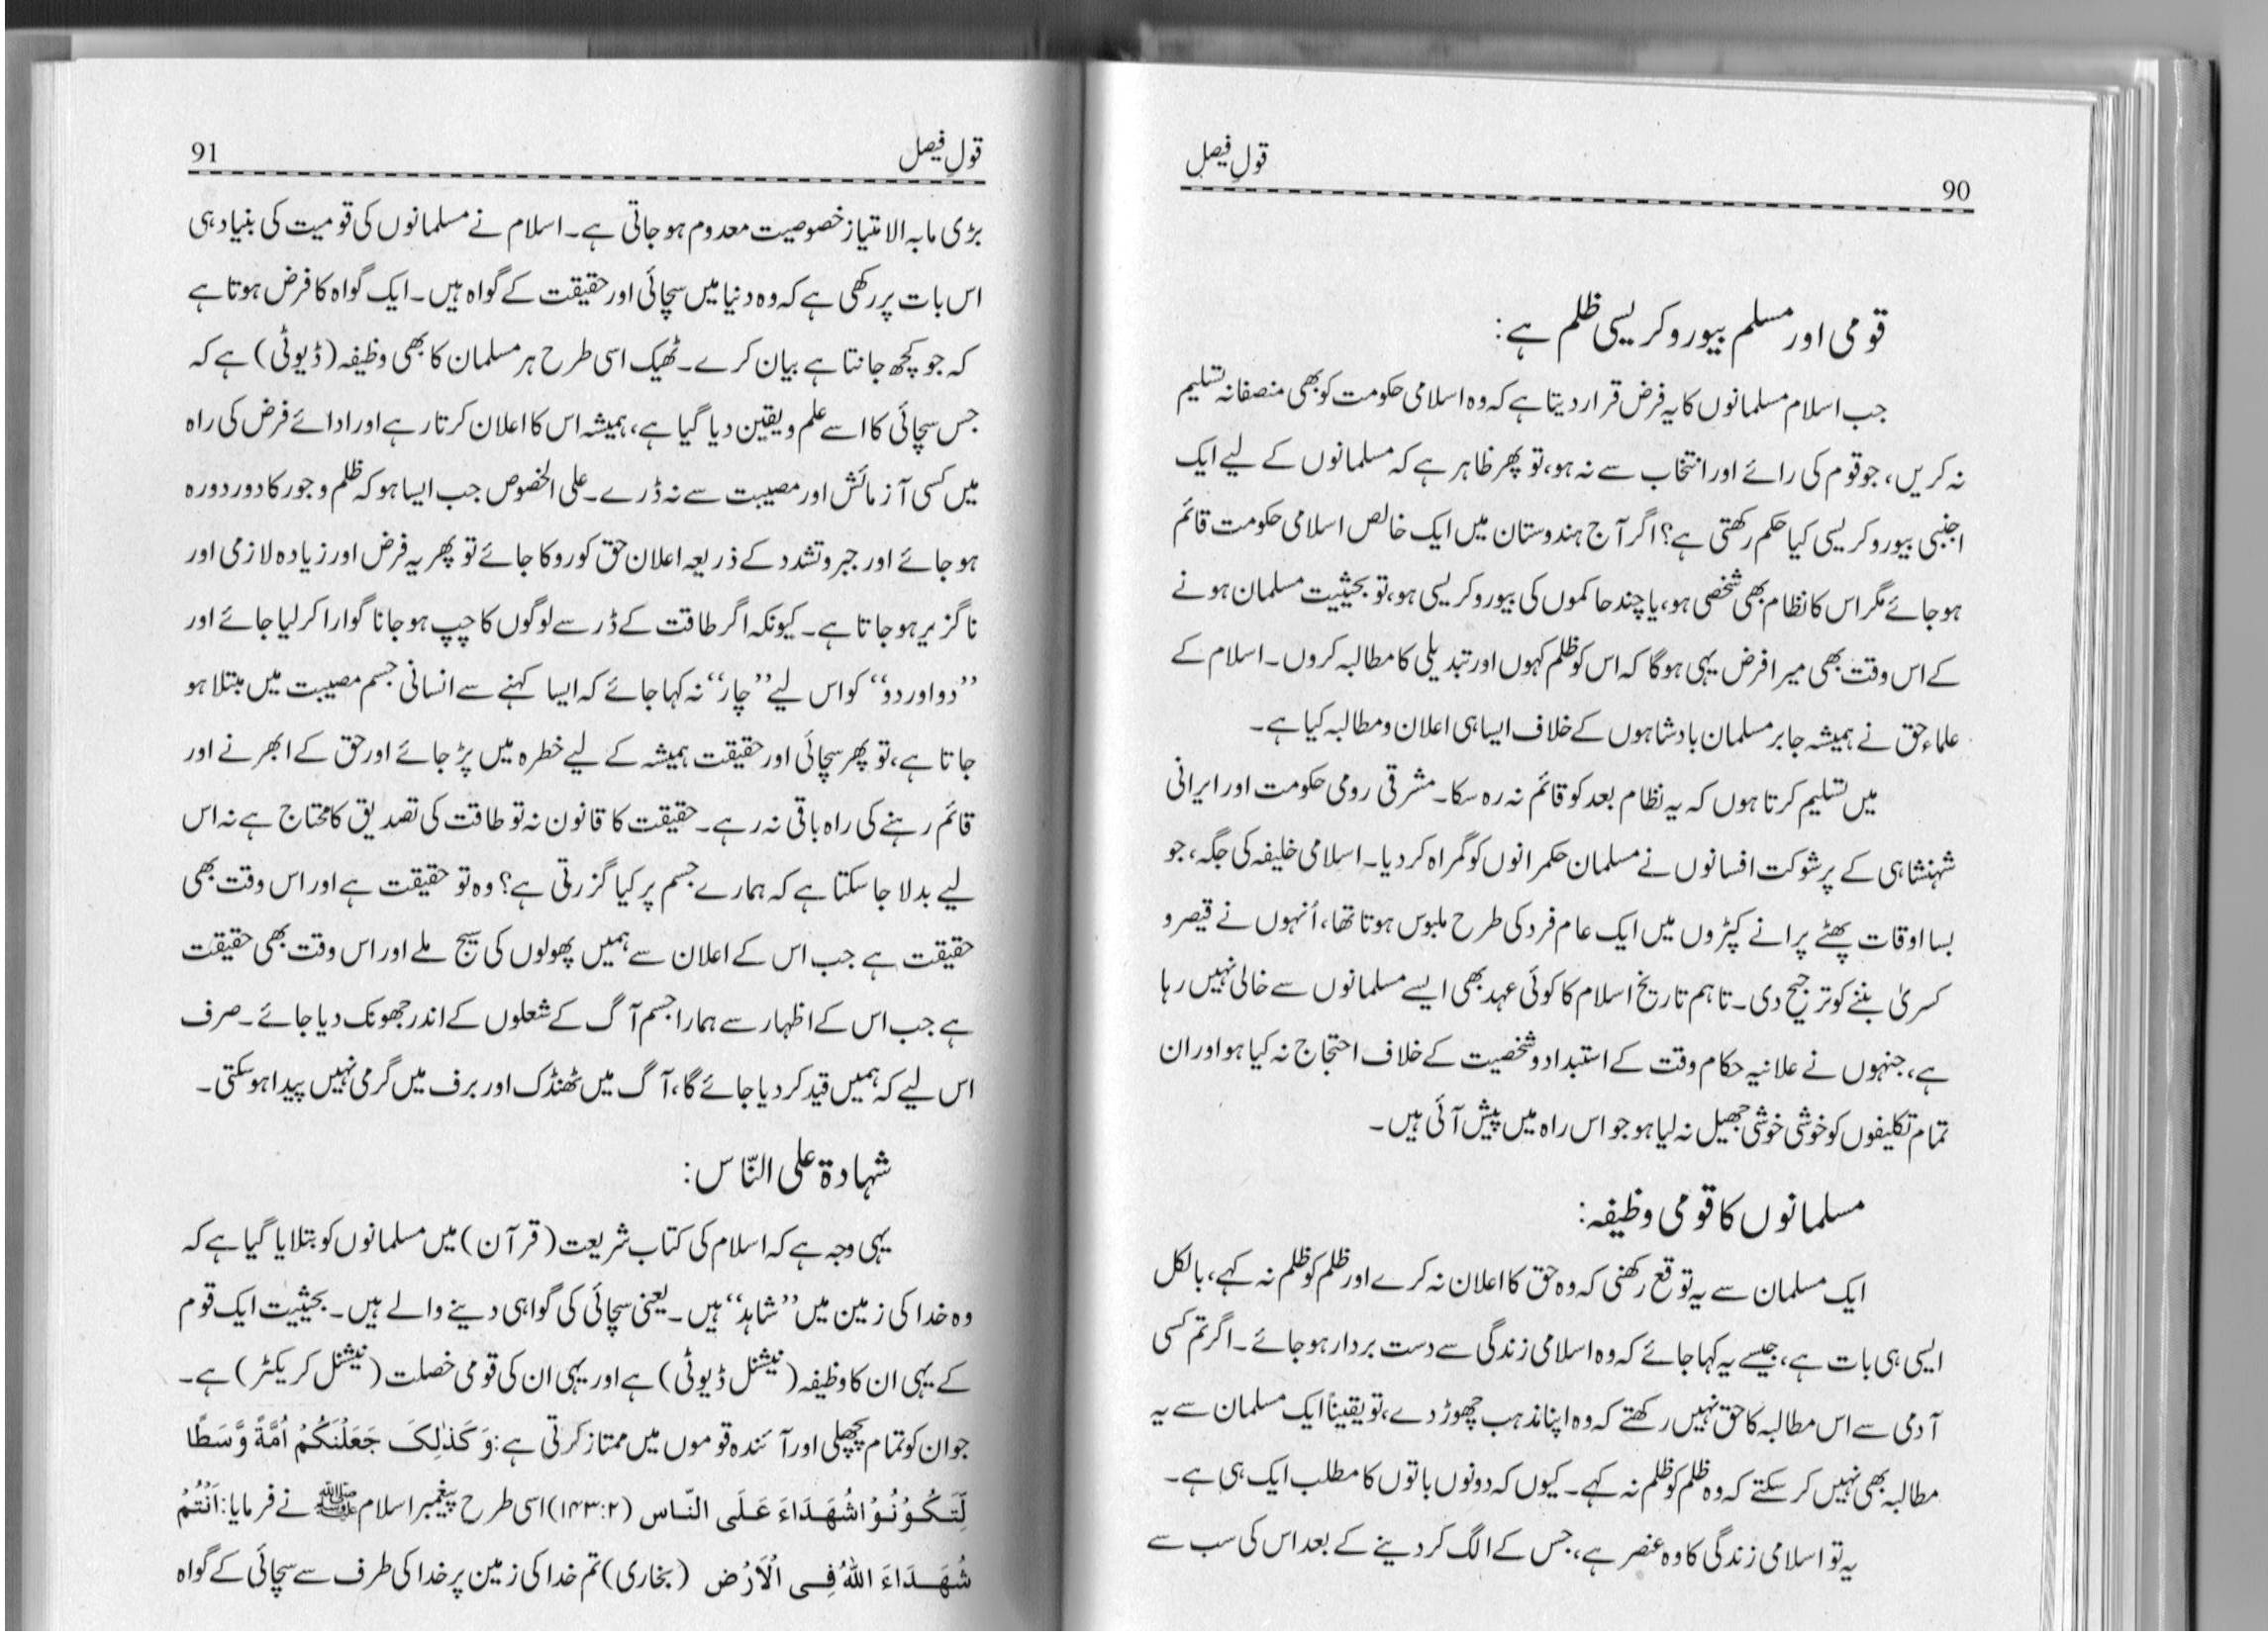 قولِ فیصل
90
قومی اور مسلم بیوروکریسی ظلم ہے:
جب اسلام مسلمانوں کا یہ فرض قرار دیتا ہے کہ وہ اسلامی حکومت کو بھی منصفانہ تسلیم
نہ کریں، جو قوم کی رائے اور انتخاب سے نہ ہو، تو پھر ظاہر ہے کہ مسلمانوں کے لیے ایک
اجنبی بیوروکریسی کیا حکم رکھتی ہے؟ اگر آج ہندوستان میں ایک خالص اسلامی حکومت قائم
ہو جائے مگر اس کا نظام بھی شخصی ہو، یا چند حاکموں کی بیوروکریسی ہو، تو بحیثیت مسلمان ہونے
کے اس وقت بھی میرا فرض یہی ہوگا کہ اس کو ظلم کہوں اور تبدیلی کا مطالبہ کروں۔ اسلام کے
علماء حق نے ہمیشہ جابر مسلمان بادشاہوں کے خلاف ایسا ہی اعلان و مطالبہ کیا ہے۔
میں تسلیم کرتا ہوں کہ یہ نظام بعد کو قائم نہ رہ سکا۔ مشرقی رومی حکومت اور ایرانی
شہنشاہی کے پرشوکت افسانوں نے مسلمان حکمرانوں کو گمراہ کر دیا۔ اسلامی خلیفہ کی جگہ، جو
بسا اوقات پھٹے پرانے کپڑوں میں ایک عام فرد کی طرح ملبوس ہوتا تھا، اُنہوں نے قیصر و
کسریٰ بننے کو ترجیح دی۔ تاہم تاریخ اسلام کا کوئی عہد بھی ایسے مسلمانوں سے خالی نہیں رہا
ہے، جنہوں نے علانیہ حکام وقت کے استبداد و شخصیت کے خلاف احتجاج نہ کیا ہو اور ان
تمام تکلیفوں کو خوشی خوشی جھیل نہ لیا ہو جو اس راہ میں پیش آئی ہیں۔
مسلمانوں کا قومی وظیفہ:
ایک مسلمان سے یہ توقع رکھنی کہ وہ حق کا اعلان نہ کرے اور ظلم کو ظلم نہ کہے، بالکل
ایسی ہی بات ہے، جیسے یہ کہا جائے کہ وہ اسلامی زندگی سے دست بردار ہو جائے۔ اگر تم کسی
آدمی سے اس مطالبہ کا حق نہیں رکھتے کہ وہ اپنا مذہب چھوڑ دے، تو یقیناً ایک مسلمان سے یہ
مطالبہ بھی نہیں کر سکتے کہ وہ ظلم کو ظلم نہ کہے۔ کیوں کہ دونوں باتوں کا مطلب ایک ہی ہے۔
یہ تو اسلامی زندگی کا وہ عنصر ہے، جس کے الگ کر دینے کے بعد اس کی سب سے
قولِ فیصل
91
بڑی مابہ الامتیاز خصوصیت معدوم ہو جاتی ہے۔ اسلام نے مسلمانوں کی قومیت کی بنیاد ہی
اس بات پر رکھی ہے کہ وہ دنیا میں سچائی اور حقیقت کے گواہ ہیں۔ ایک گواہ کا فرض ہوتا ہے
کہ جو کچھ جانتا ہے بیان کرے۔ ٹھیک اسی طرح ہر مسلمان کا بھی وظیفہ (ڈیوٹی) ہے کہ
جس سچائی کا اسے علم و یقین دیا گیا ہے، ہمیشہ اس کا اعلان کرتا رہے اور ادائے فرض کی راہ
میں کسی آزمائش اور مصیبت سے نہ ڈرے۔ علی الخصوص جب ایسا ہو کہ ظلم و جور کا دور دورہ
ہو جائے اور جبر و تشدد کے ذریعہ اعلان حق کو روکا جائے تو پھر یہ فرض اور زیادہ لازمی اور
ناگزیر ہو جاتا ہے۔ کیونکہ اگر طاقت کے ڈر سے لوگوں کا چپ ہو جانا گوارا کر لیا جائے اور
”دو اور دو“ کو اس لیے ”چار“ نہ کہا جائے کہ ایسا کہنے سے انسانی جسم مصیبت میں مبتلا ہو
جاتا ہے، تو پھر سچائی اور حقیقت ہمیشہ کے لیے خطرہ میں پڑ جائے اور حق کے ابھرنے اور
قائم رہنے کی راہ باقی نہ رہے۔ حقیقت کا قانون نہ تو طاقت کی تصدیق کا محتاج ہے نہ اس
لیے بدلا جا سکتا ہے کہ ہمارے جسم پر کیا گزرتی ہے؟ وہ تو حقیقت ہے اور اس وقت بھی
حقیقت ہے جب اس کے اعلان سے ہمیں پھولوں کی سیج ملے اور اس وقت بھی حقیقت
ہے جب اس کے اظہار سے ہمارا جسم آگ کے شعلوں کے اندر جھونک دیا جائے۔ صرف
اس لیے کہ ہمیں قید کر دیا جائے گا، آگ میں ٹھنڈک اور برف میں گرمی نہیں پیدا ہو سکتی۔
شہادۃ علی النّاس:
یہی وجہ ہے کہ اسلام کی کتاب شریعت (قرآن) میں مسلمانوں کو بتلایا گیا ہے کہ
وہ خدا کی زمین میں ”شاہد“ ہیں۔ یعنی سچائی کی گواہی دینے والے ہیں۔ بحیثیت ایک قوم
کے یہی ان کا وظیفہ (نیشنل ڈیوٹی) ہے اور یہی ان کی قومی خصلت (نیشنل کریکٹر) ہے۔
جو ان کو تمام پچھلی اور آئندہ قوموں میں ممتاز کرتی ہے: وَ كَذٰلِكَ جَعَلْنٰكُمْ اُمَّةً وَّسَطًا
لِّتَكُوْنُوْا شُهَدَاءَ عَلَى النَّاس (۱۴۳:۲) اسی طرح پیغمبر اسلام ﷺ نے فرمایا: اَنْتُمْ
شُهَدَاءَ اللهُ فِى الْاَرْض (بخاری) تم خدا کی زمین پر خدا کی طرف سے سچائی کے گواہ